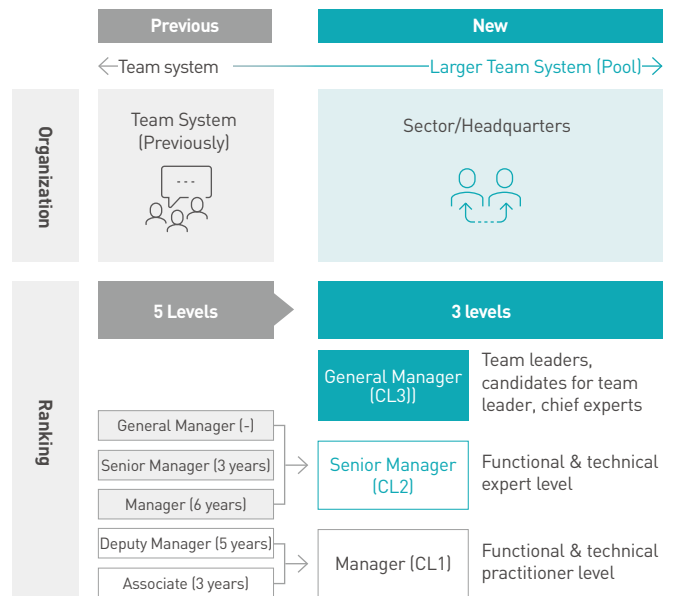 Previous
New
Team system
Larger Team System (Pool)
Organization
Team System
(Previously)
Sector/Headquarters
Ranking
5 Levels
3 levels
General Manager
(CL3))
Team leaders,
candidates for team
leader, chief experts
General Manager (-)
Senior Manager (3 years)
Manager (6 years)
Senior Manager
(CL2)
Functional & technical
expert level
Deputy Manager (5 years)
Associate (3 years)
Manager (CL1)
Functional & technical
practitioner level